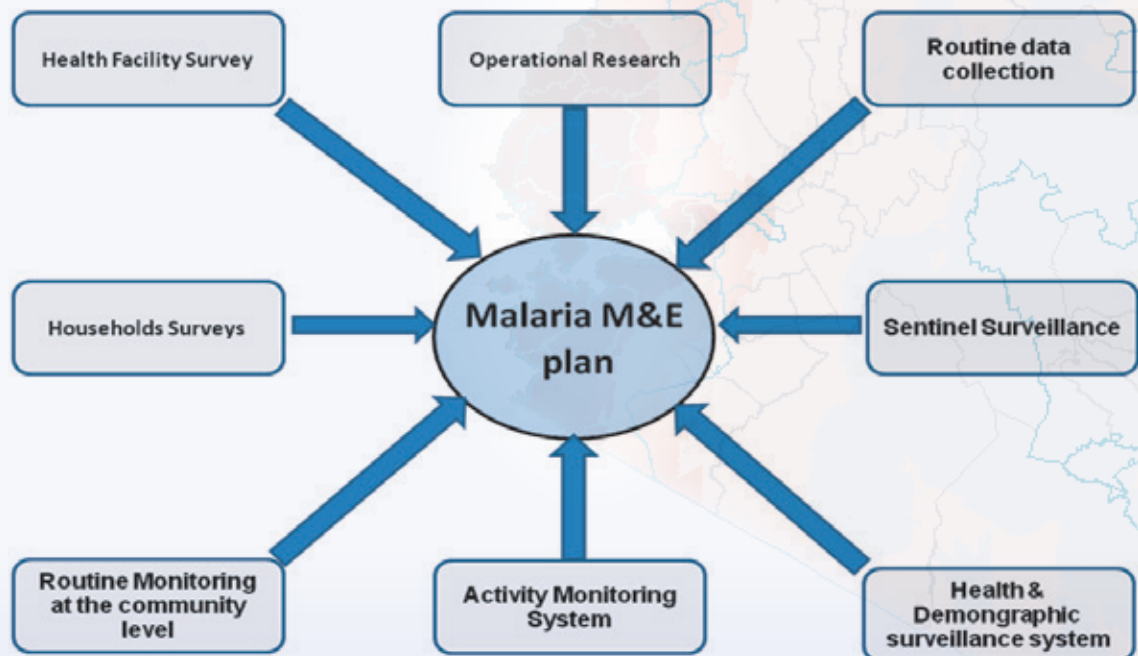 Health Facility Survey
Operational Research
Routine data
collection
Households Surveys
Malaria M&E
plan
Sentinel Surveillance
Routine Monitoring
at the community
level
Activity Monitoring
System
Health &
Demongraphic
surveillance system